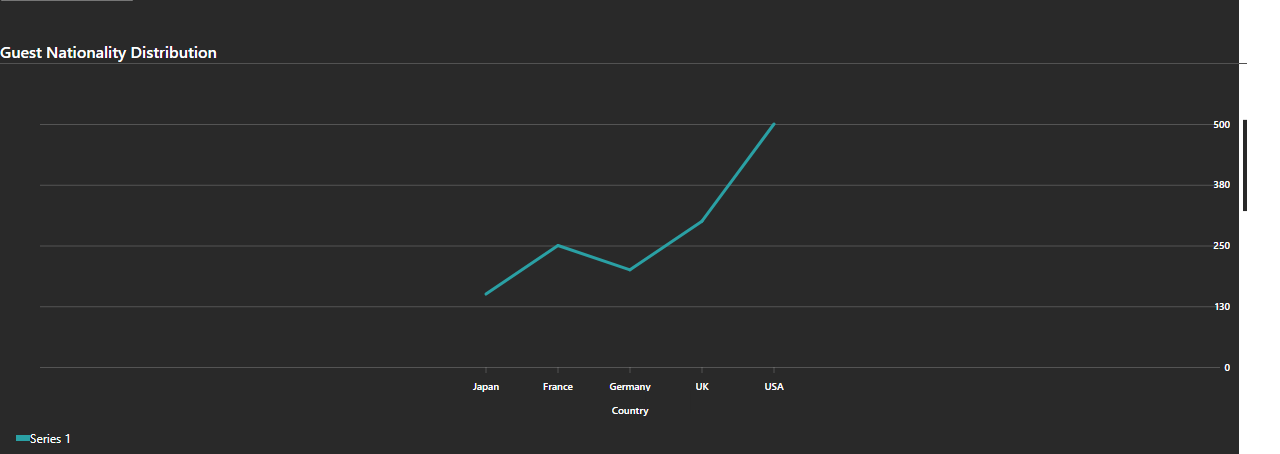 Guest Nationality Distribution
500
380
250
130
0
Japan France Germany UK USA
Country
Series 1